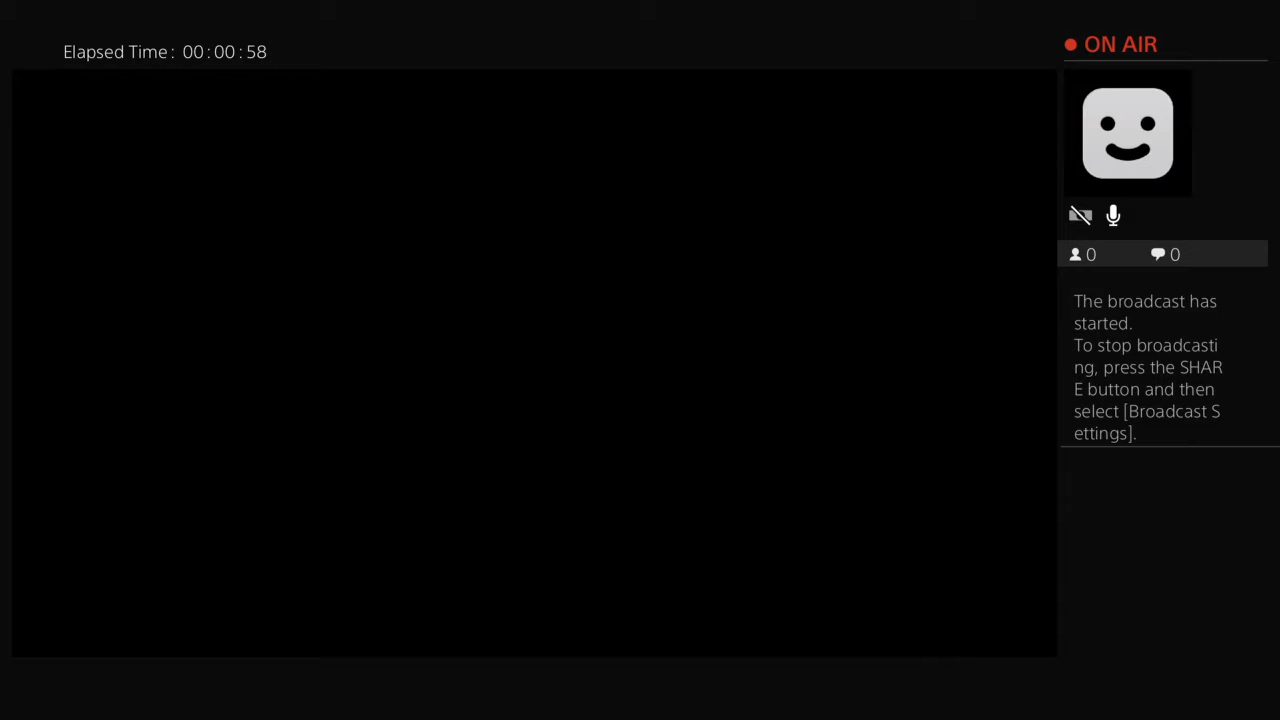 Elapsed Time: 00:00:58
ON AIR
0 0
The broadcast has
started.
To stop broadcasti
ng, press the SHAR
E button and then
select [Broadcast S
ettings].